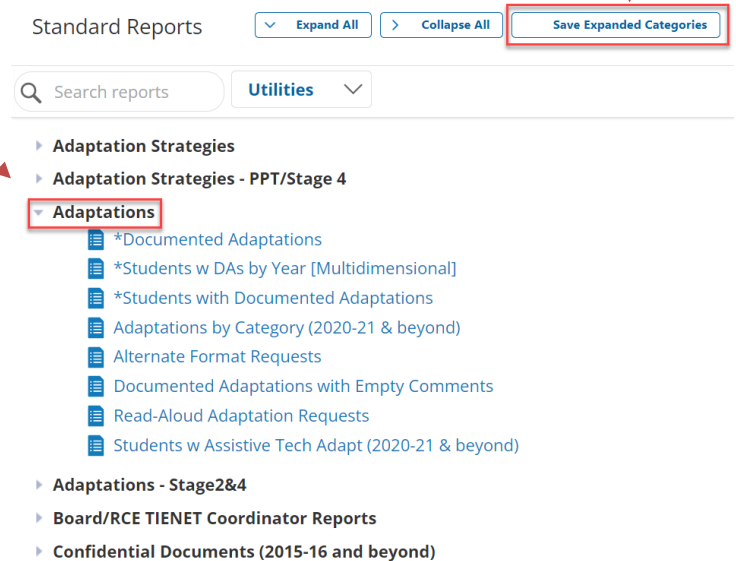 Standard Reports
Expand All
Collapse All
Save Expanded Categories
Search reports
Utilities
Adaptation Strategies
Adaptation Strategies - PPT/Stage 4
Adaptations
*Documented Adaptations
*Students w DAs by Year [Multidimensional]
*Students with Documented Adaptations
Adaptations by Category (2020-21 & beyond)
Alternate Format Requests
Documented Adaptations with Empty Comments
Read-Aloud Adaptation Requests
Students w Assistive Tech Adapt (2020-21 & beyond)
Adaptations - Stage2&4
Board/RCE TIENET Coordinator Reports
Confidential Documents (2015-16 and beyond)